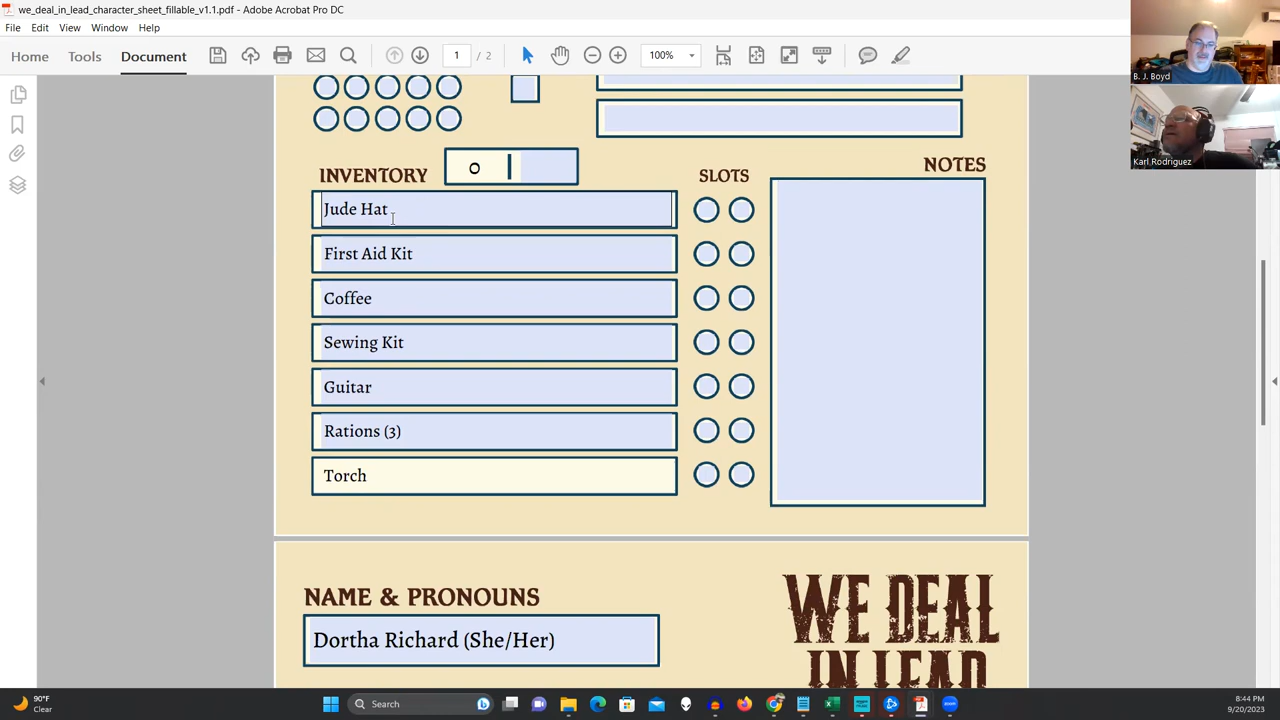 we_deal_in_lead_character_sheet_fillable_v1.1.pdf - Adobe Acrobat Pro DC
File Edit View Window Help
Home Tools Document 1 / 2 100%
B. J. Boyd
Karl Rodriguez
INVENTORY 0 SLOTS NOTES
Jude Hat
First Aid Kit
Coffee
Sewing Kit
Guitar
Rations (3)
Torch
NAME & PRONOUNS
Dortha Richard (She/Her)
WE DEAL
IN LEAD
90°F
Clear
Search
8:44 PM
9/20/2023